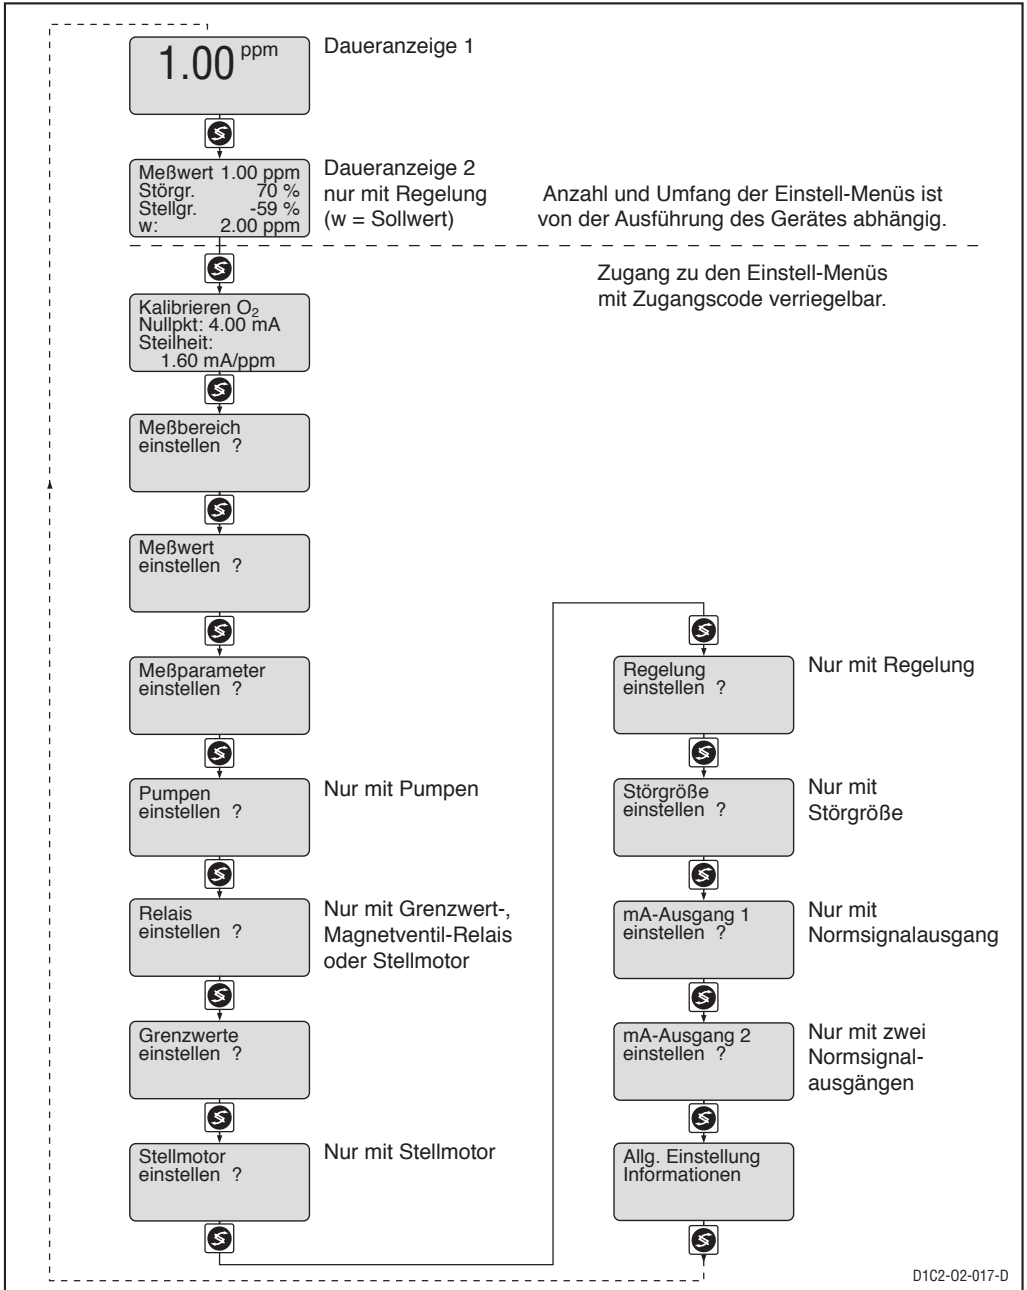 1.00 ppm
Daueranzeige 1
Meßwert 1.00 ppm
Störgr. 70 %
Stellgr. -59 %
w: 2.00 ppm
Daueranzeige 2
nur mit Regelung
(w = Sollwert)
Anzahl und Umfang der Einstell-Menüs ist
von der Ausführung des Gerätes abhängig.
Zugang zu den Einstell-Menüs
mit Zugangscode verriegelbar.
Kalibrieren O₂
Nullpkt: 4.00 mA
Steilheit:
1.60 mA/ppm
Meßbereich
einstellen ?
Meßwert
einstellen ?
Meßparameter
einstellen ?
Pumpen
einstellen ?
Nur mit Pumpen
Relais
einstellen ?
Nur mit Grenzwert-,
Magnetventil-Relais
oder Stellmotor
Grenzwerte
einstellen ?
Stellmotor
einstellen ?
Nur mit Stellmotor
Regelung
einstellen ?
Nur mit Regelung
Störgröße
einstellen ?
Nur mit
Störgröße
mA-Ausgang 1
einstellen ?
Nur mit
Normsignalausgang
mA-Ausgang 2
einstellen ?
Nur mit zwei
Normsignal-
ausgängen
Allg. Einstellung
Informationen
D1C2-O2-017-D